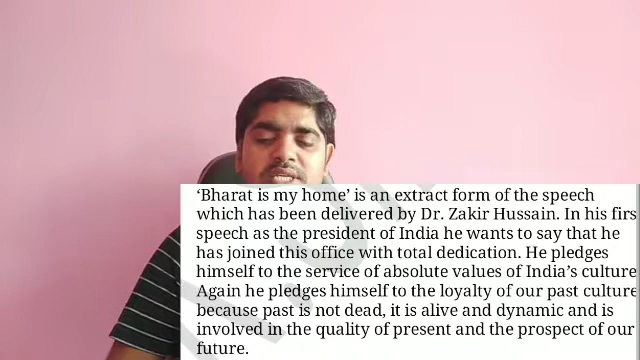 ‘Bharat is my home’ is an extract form of the speech
which has been delivered by Dr. Zakir Hussain. In his firs
speech as the president of India he wants to say that he
has joined this office with total dedication. He pledges
himself to the service of absolute values of India’s culture
Again he pledges himself to the loyalty of our past culture
because past is not dead, it is alive and dynamic and is
involved in the quality of present and the prospect of our
future.